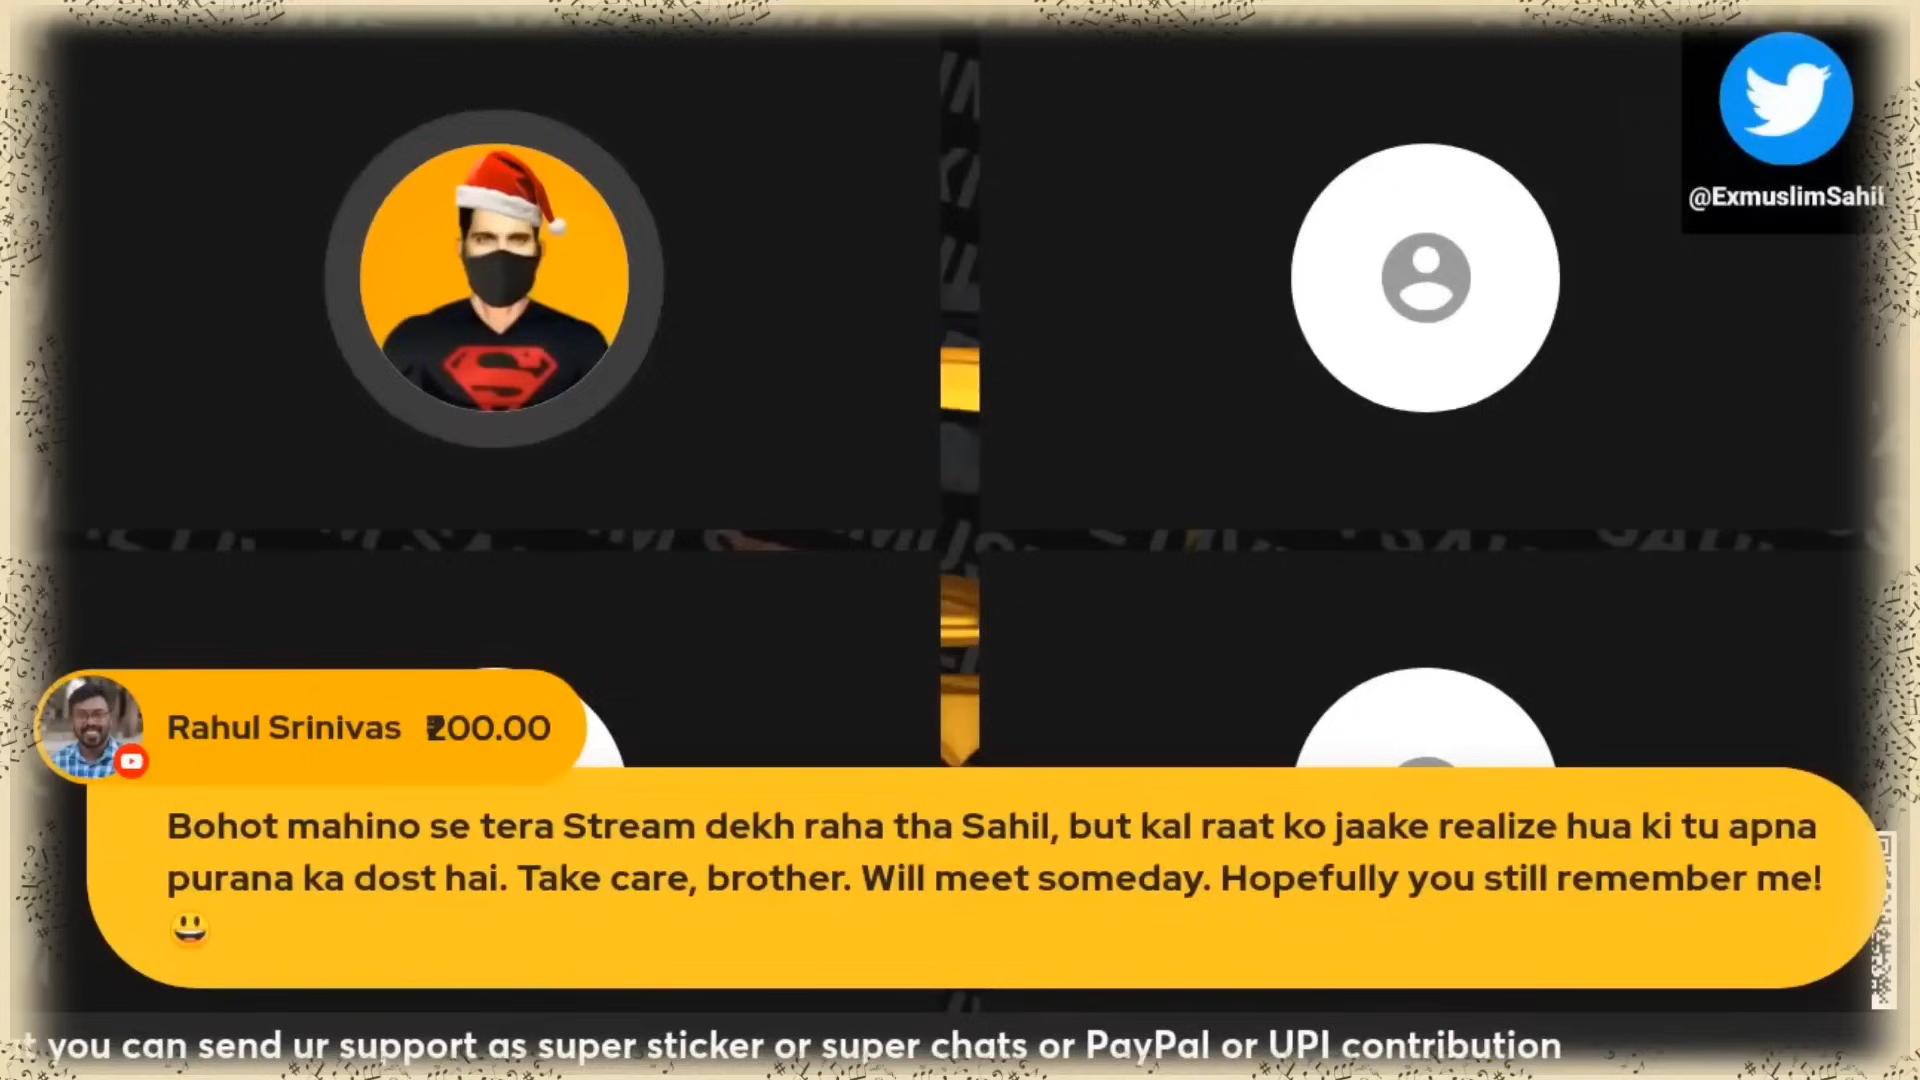 @ExmuslimSahil
Rahul Srinivas ₹200.00
Bohot mahino se tera Stream dekh raha tha Sahil, but kal raat ko jaake realize hua ki tu apna
purana ka dost hai. Take care, brother. Will meet someday. Hopefully you still remember me!
😃
you can send ur support as super sticker or super chats or PayPal or UPI contribution